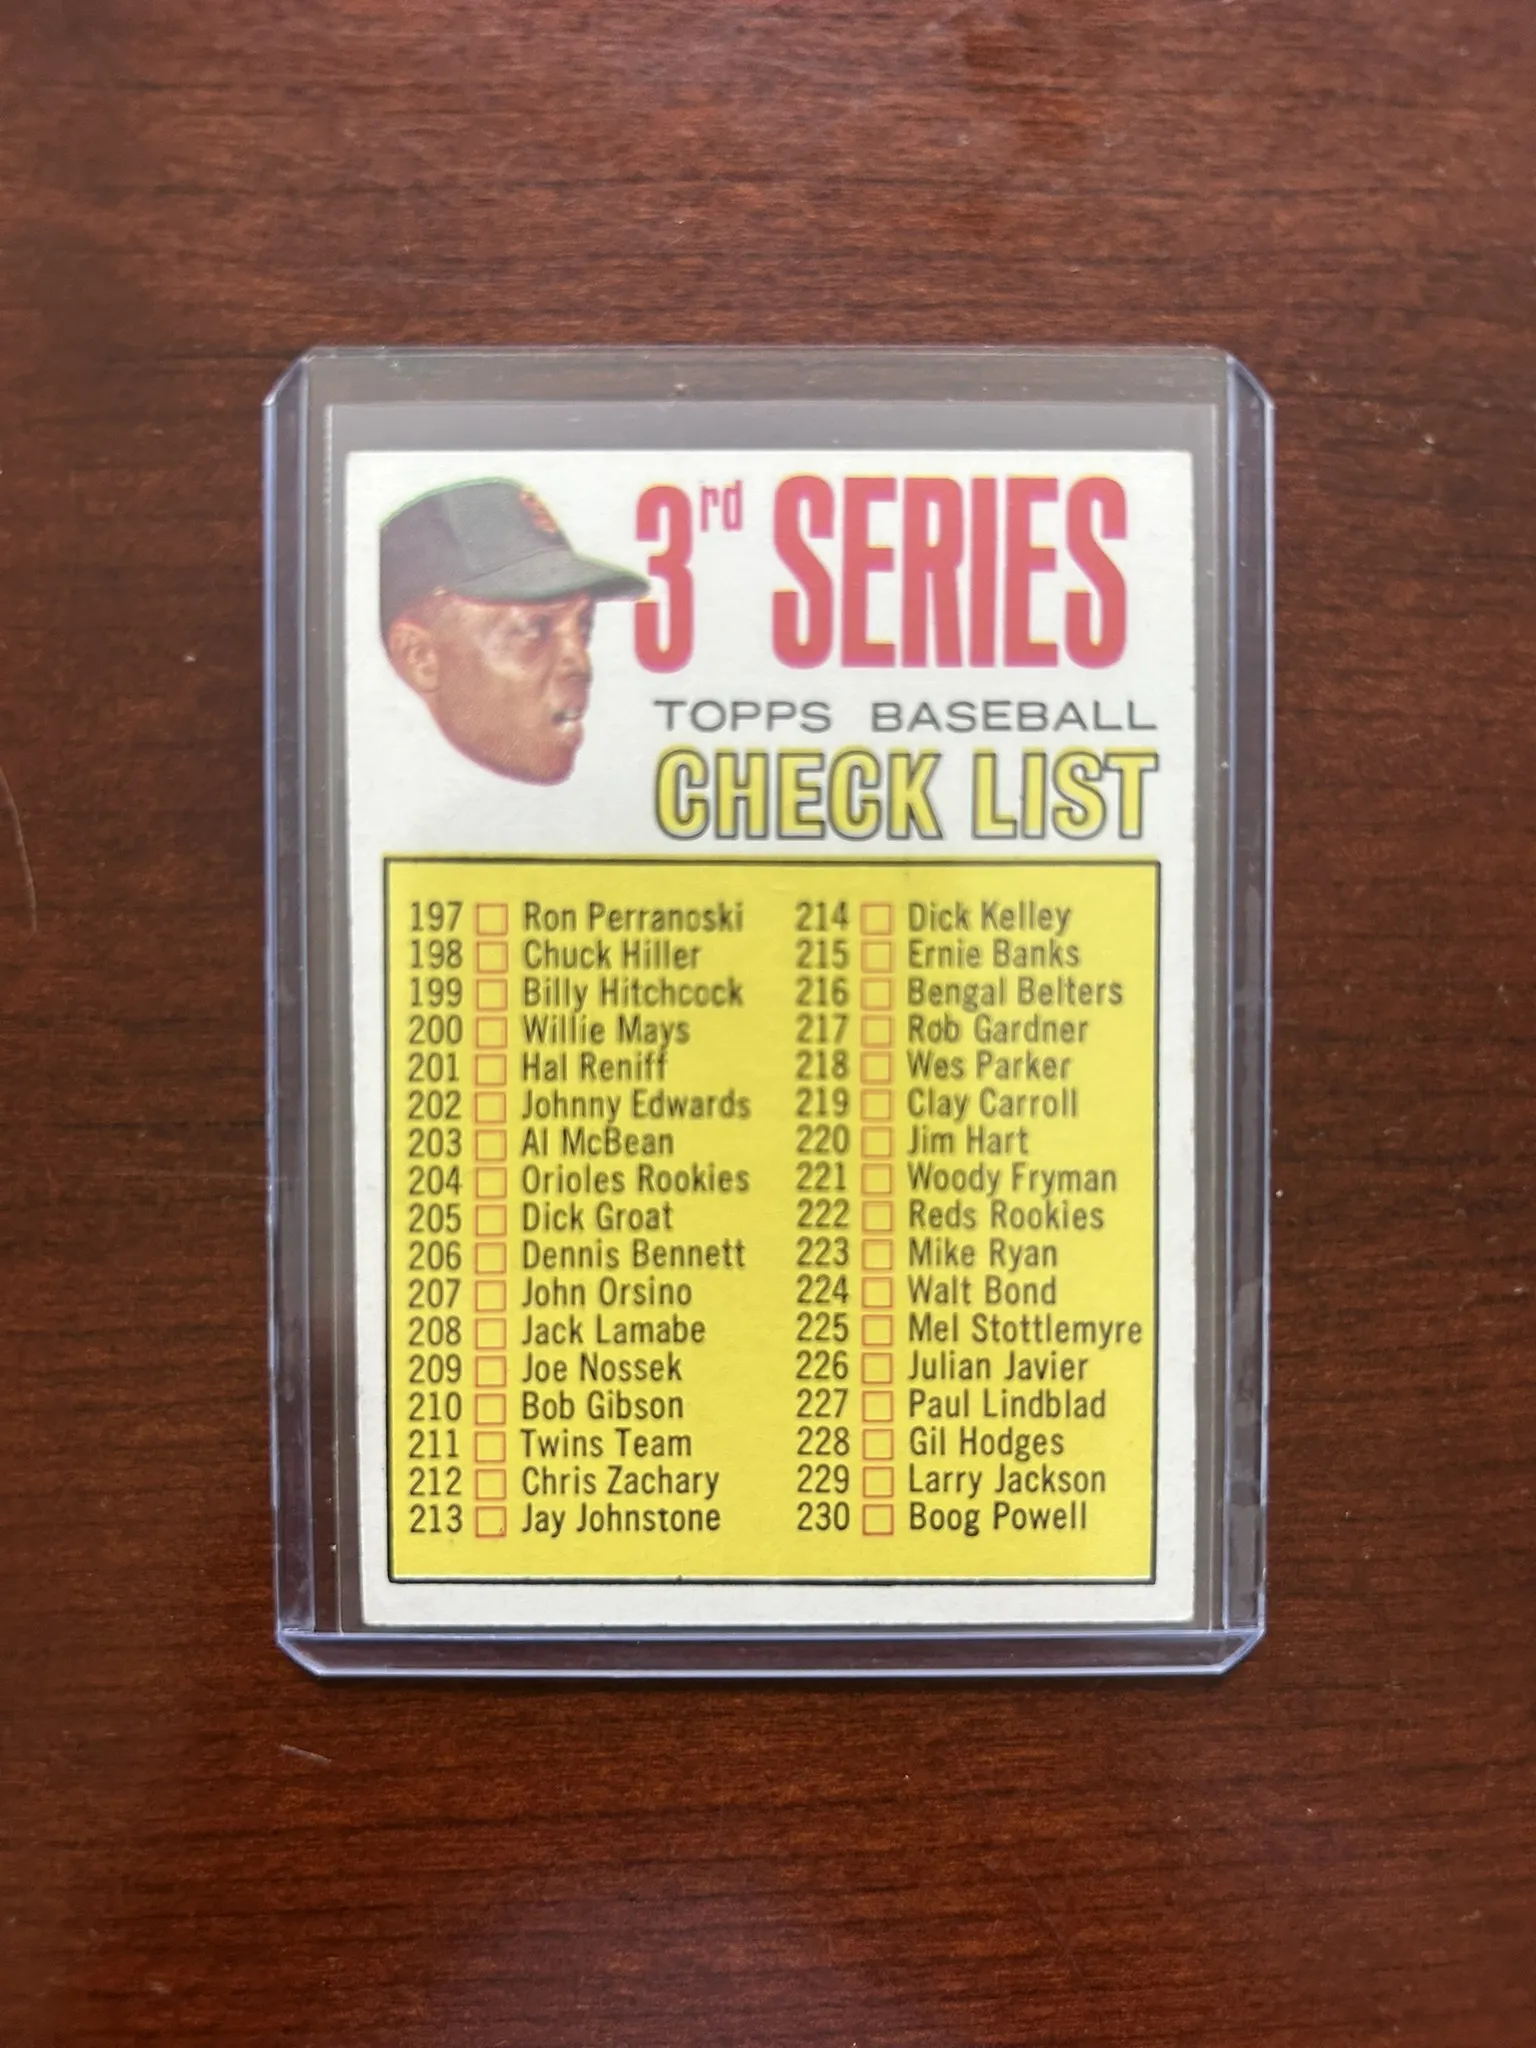 3rd SERIES
TOPPS BASEBALL
CHECK LIST
197 Ron Perranoski
198 Chuck Hiller
199 Billy Hitchcock
200 Willie Mays
201 Hal Reniff
202 Johnny Edwards
203 Al McBean
204 Orioles Rookies
205 Dick Groat
206 Dennis Bennett
207 John Orsino
208 Jack Lamabe
209 Joe Nossek
210 Bob Gibson
211 Twins Team
212 Chris Zachary
213 Jay Johnstone
214 Dick Kelley
215 Ernie Banks
216 Bengal Belters
217 Rob Gardner
218 Wes Parker
219 Clay Carroll
220 Jim Hart
221 Woody Fryman
222 Reds Rookies
223 Mike Ryan
224 Walt Bond
225 Mel Stottlemyre
226 Julian Javier
227 Paul Lindblad
228 Gil Hodges
229 Larry Jackson
230 Boog Powell